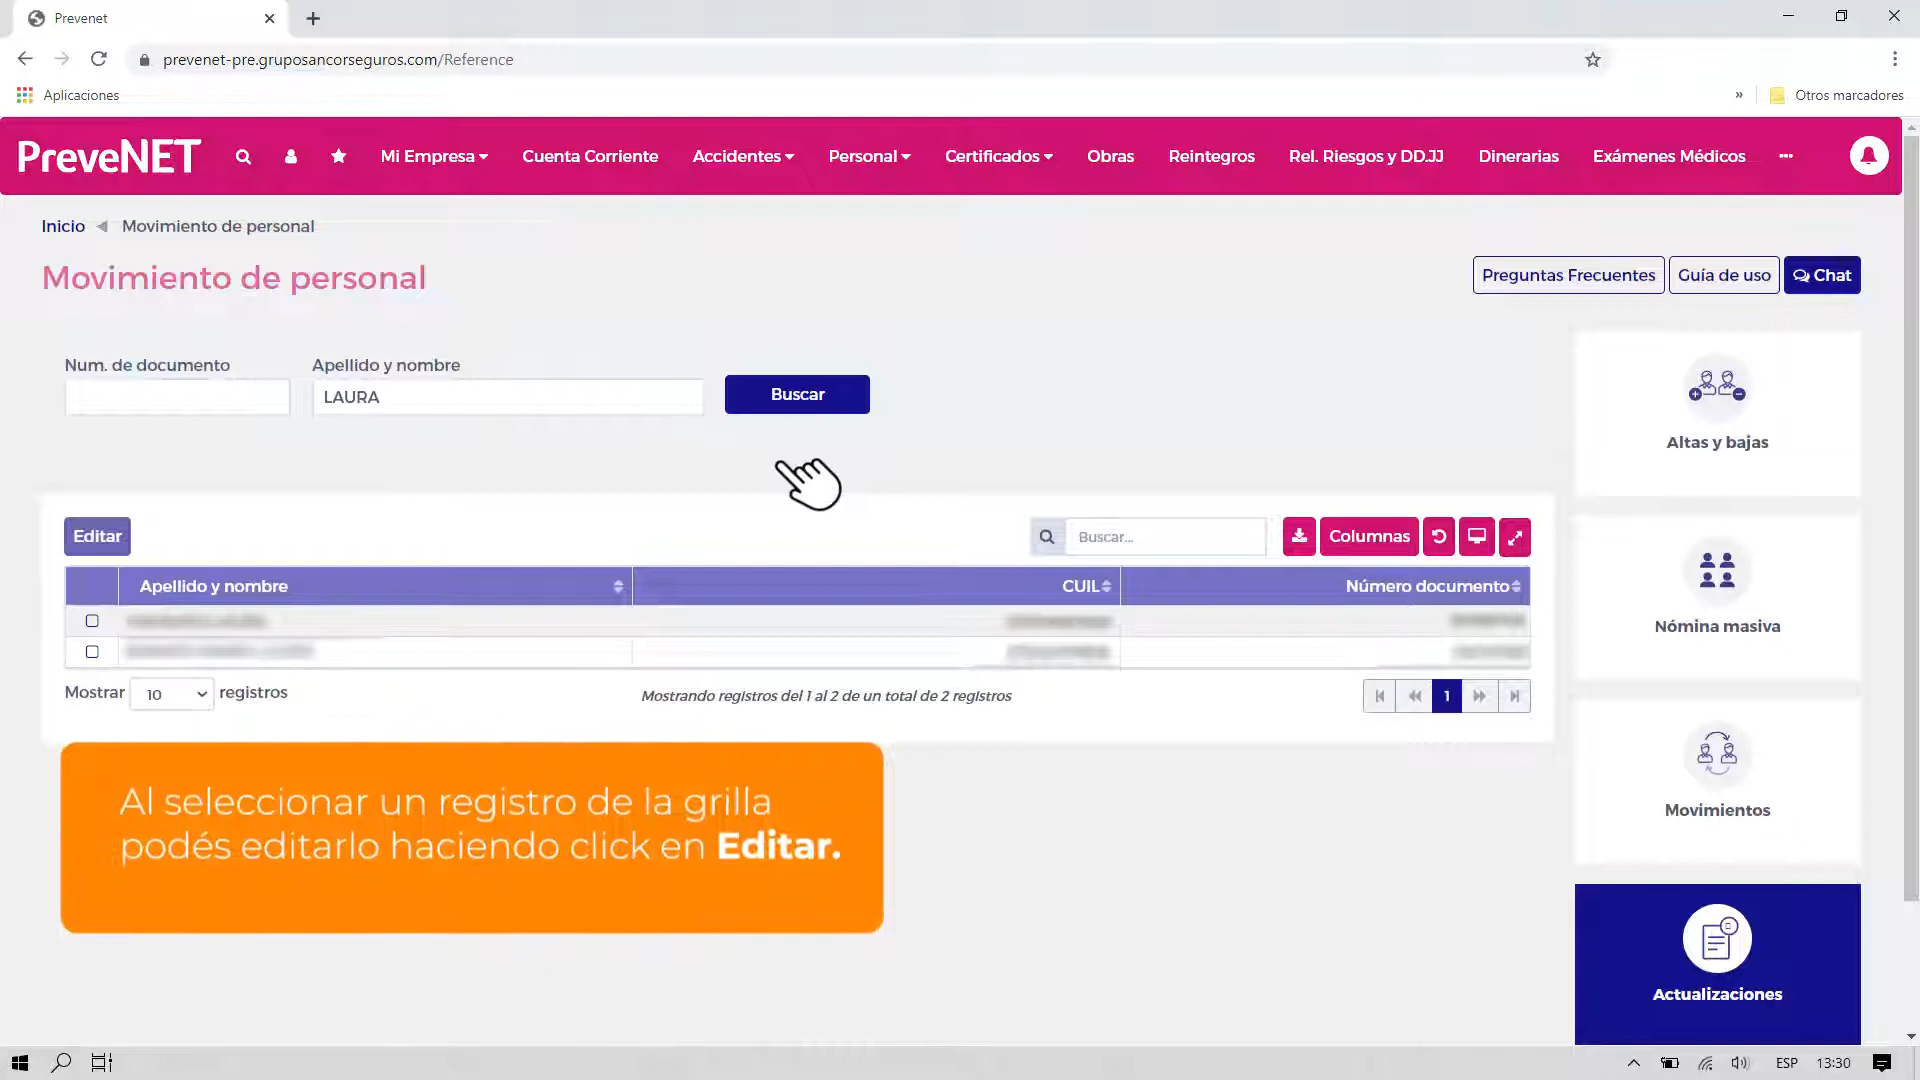 Prevenet
prevenet-pre.gruposancorseguros.com/Reference
Aplicaciones
» Otros marcadores
PreveNET Mi Empresa Cuenta Corriente Accidentes Personal Certificados Obras Reintegros Rel. Riesgos y DD.JJ Dinerarias Exámenes Médicos ...
Inicio Movimiento de personal
Movimiento de personal
Preguntas Frecuentes Guía de uso Chat
Num. de documento Apellido y nombre
LAURA Buscar
Altas y bajas
Editar Buscar... Columnas
Apellido y nombre CUIL Número documento
Nómina masiva
Mostrar 10 registros Mostrando registros del 1 al 2 de un total de 2 registros 1
Al seleccionar un registro de la grilla
podés editarlo haciendo click en Editar.
Movimientos
Actualizaciones
ESP 13:30